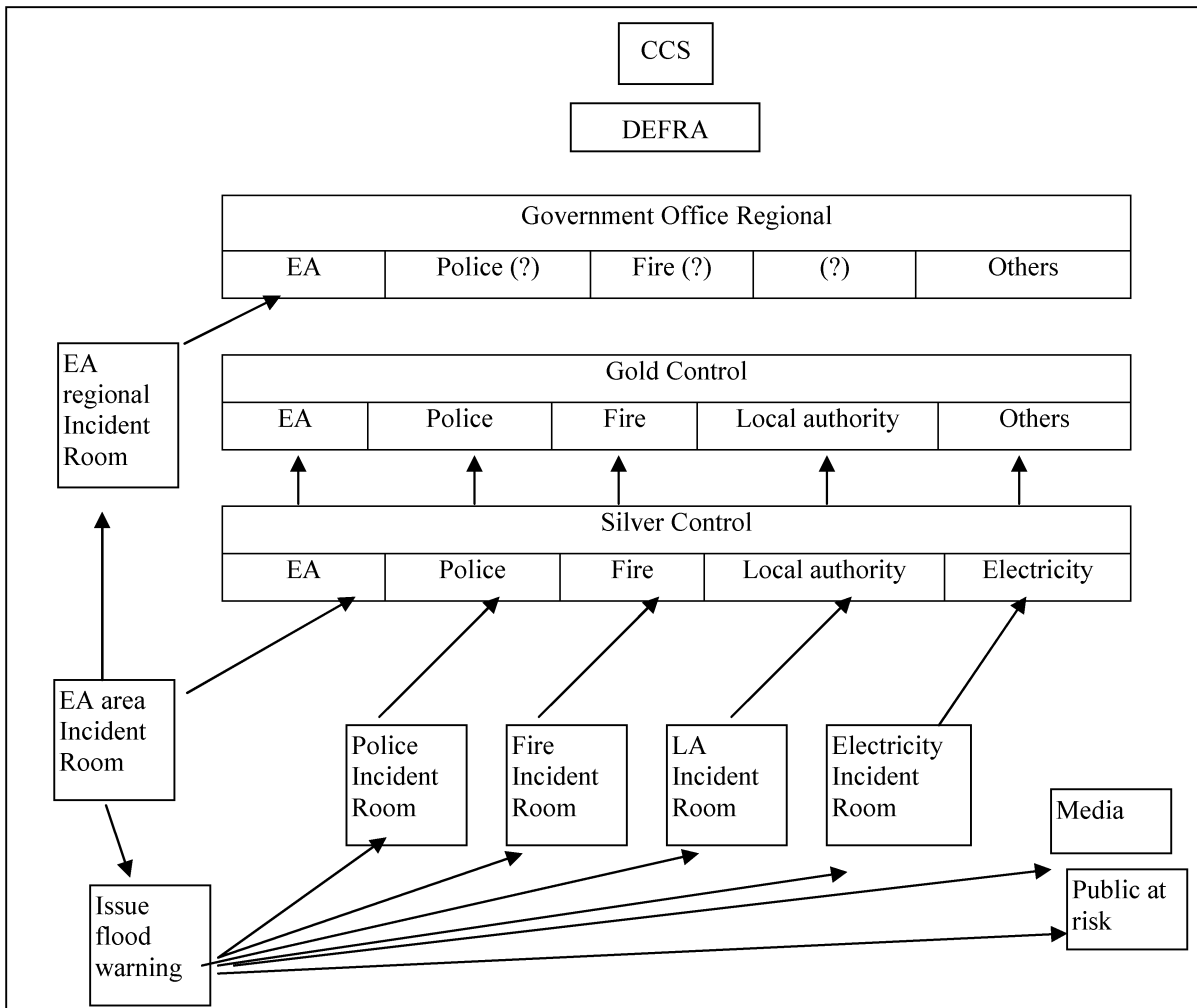 CCS
DEFRA
Government Office Regional
EA Police (?) Fire (?) (?) Others
EA
regional
Incident
Room
Gold Control
EA Police Fire Local authority Others
Silver Control
EA Police Fire Local authority Electricity
EA area
Incident
Room
Police
Incident
Room
Fire
Incident
Room
LA
Incident
Room
Electricity
Incident
Room
Media
Public at
risk
Issue
flood
warning